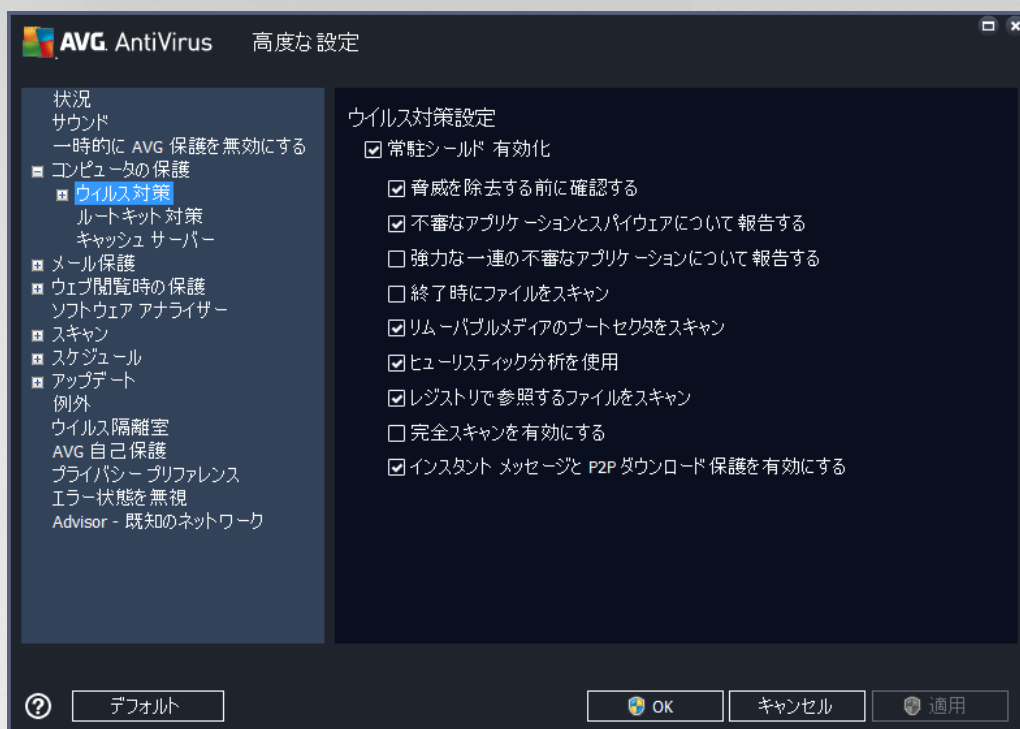 AVG. AntiVirus 高度な設定
状況
サウンド
一時的に AVG 保護を無効にする
コンピュータの保護
ウイルス対策
ルートキット対策
キャッシュ サーバー
メール保護
ウェブ閲覧時の保護
ソフトウェア アナライザー
スキャン
スケジュール
アップデート
例外
ウイルス隔離室
AVG 自己保護
プライバシー プリファレンス
エラー状態を無視
Advisor - 既知のネットワーク
ウイルス対策設定
常駐シールド 有効化
脅威を除去する前に確認する
不審なアプリケーションとスパイウェアについて報告する
強力な一連の不審なアプリケーションについて報告する
終了時にファイルをスキャン
リムーバブルメディアのブートセクタをスキャン
ヒューリスティック分析を使用
レジストリで参照するファイルをスキャン
完全スキャンを有効にする
インスタント メッセージと P2P ダウンロード保護を有効にする
デフォルト
OK
キャンセル
適用